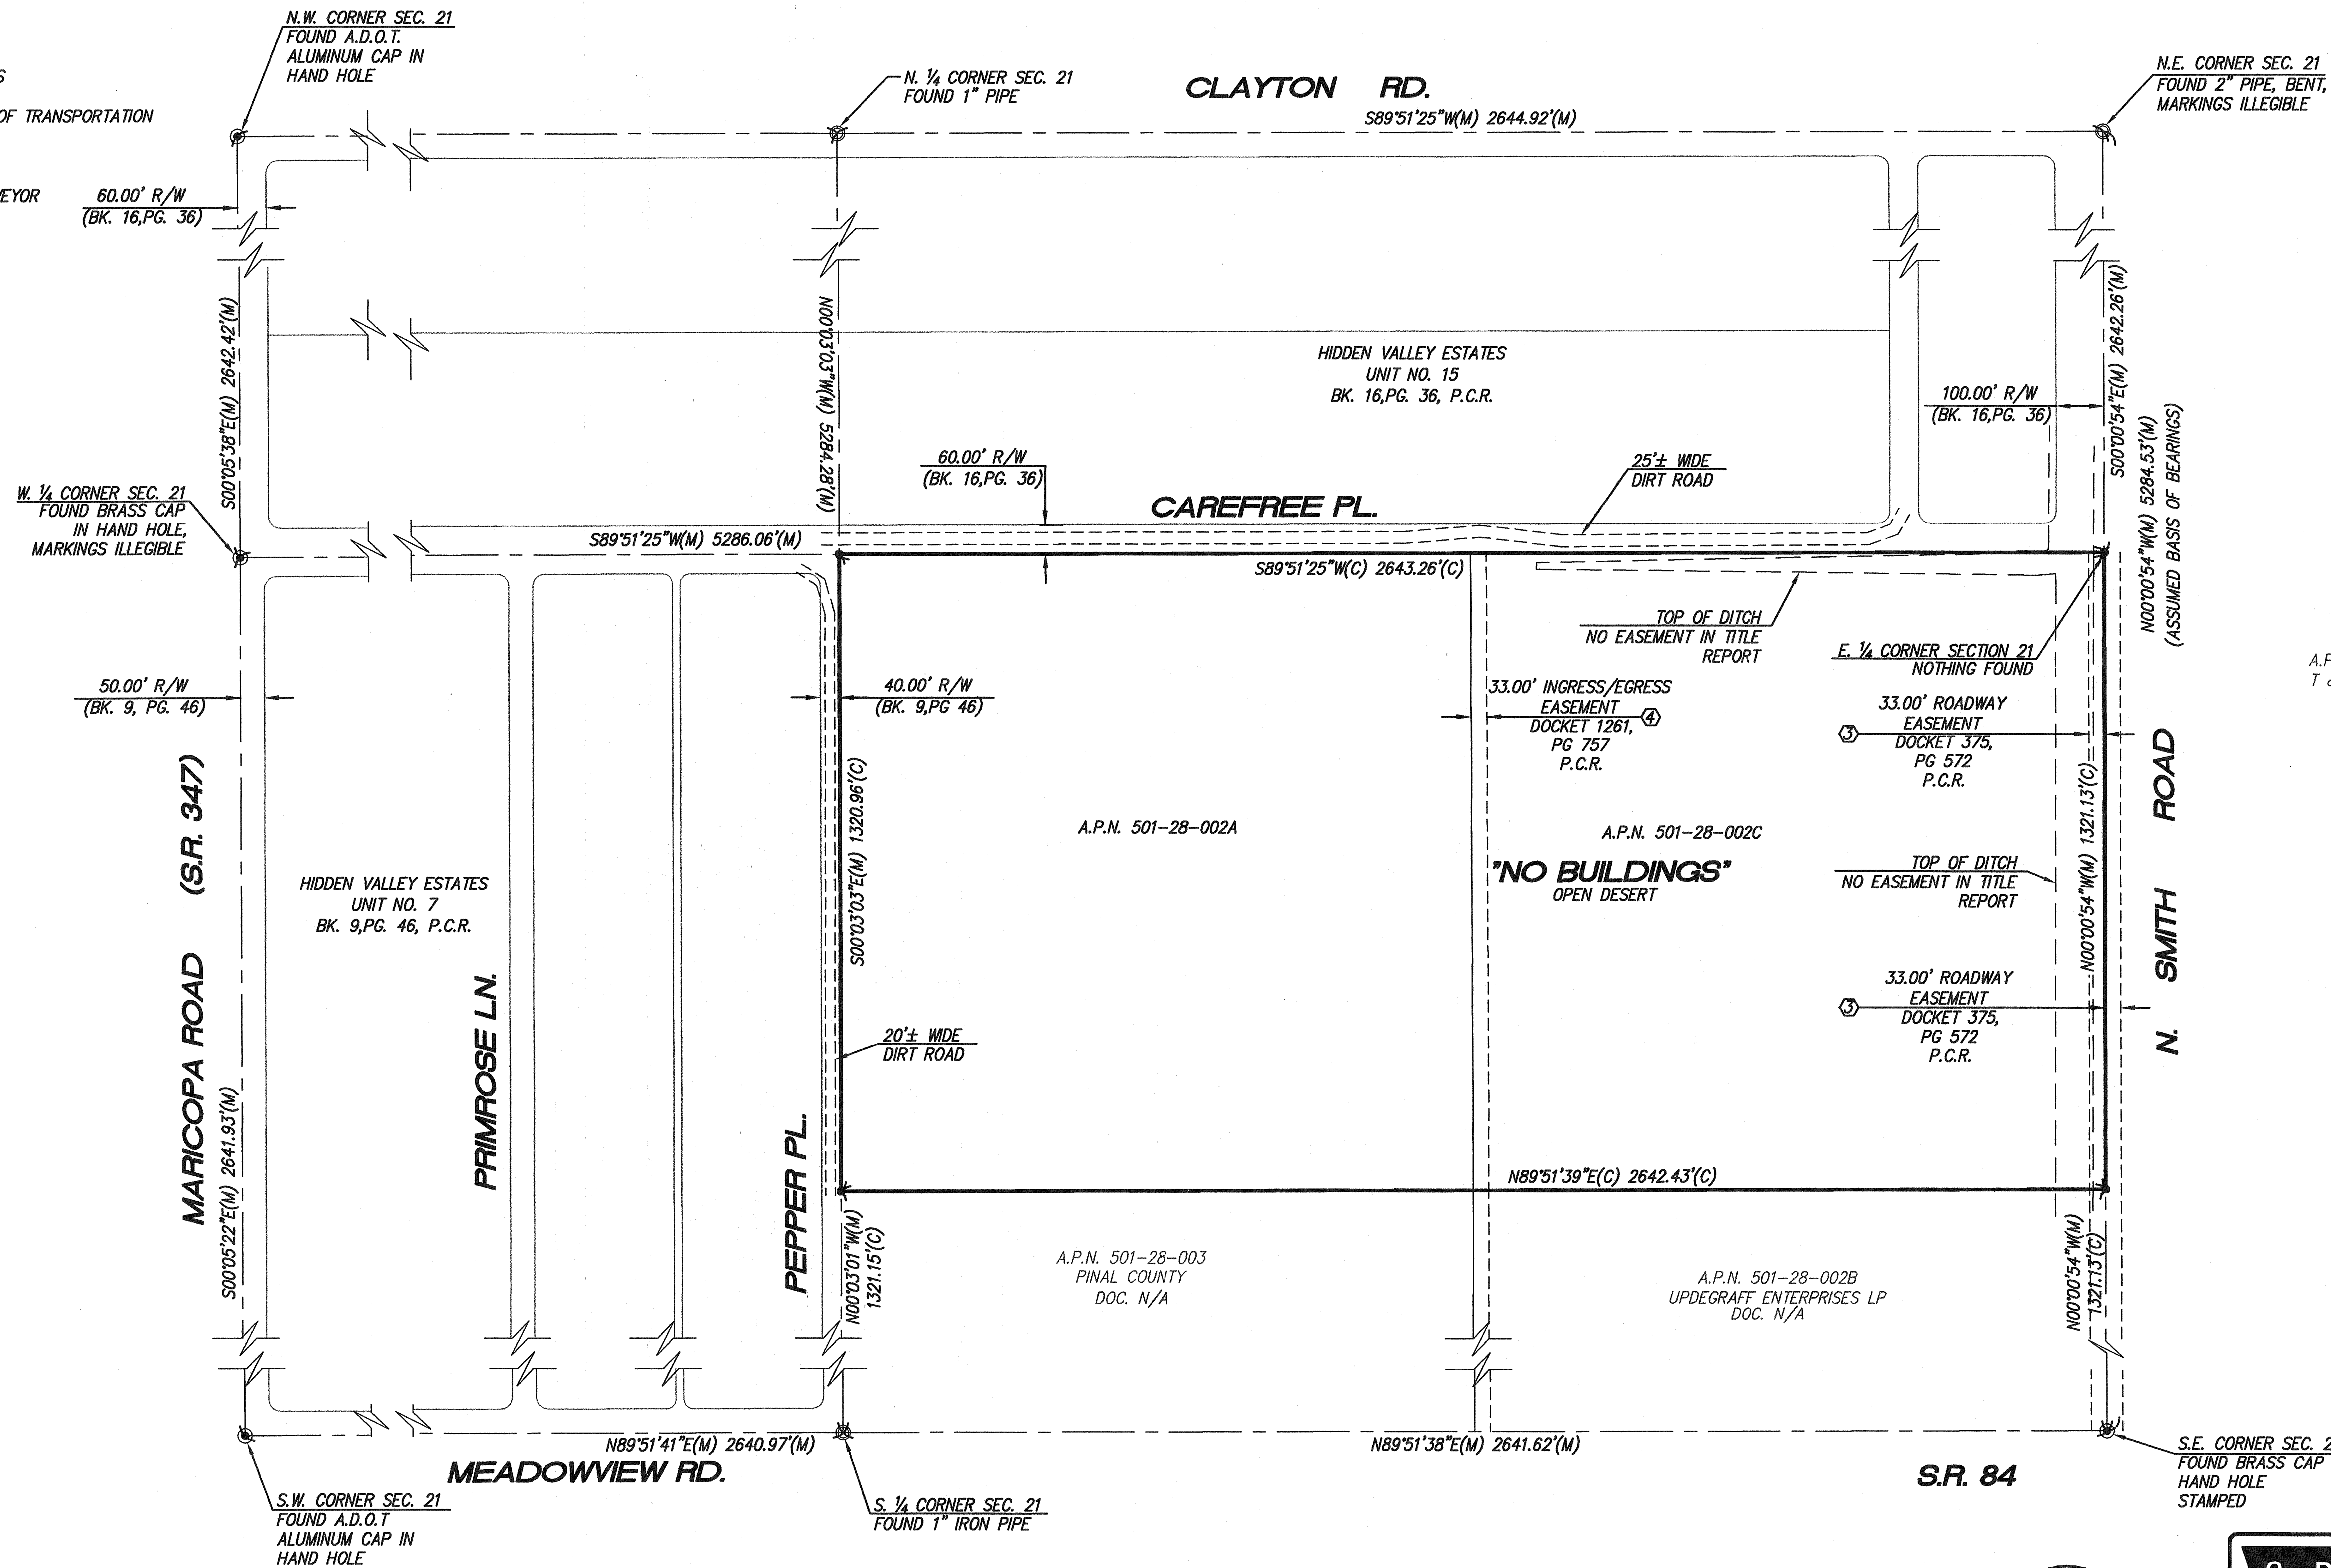 N.W. CORNER SEC. 21
FOUND A.D.O.T.
ALUMINUM CAP IN
HAND HOLE
N. ¼ CORNER SEC. 21
FOUND 1" PIPE
CLAYTON RD.
S89°51'25"W(M) 2644.92'(M)
N.E. CORNER SEC. 21
FOUND 2" PIPE, BENT,
MARKINGS ILLEGIBLE
S
OF TRANSPORTATION
VEYOR
60.00' R/W
(BK. 16,PG. 36)
S00°05'38"E(M) 2642.42'(M)
N00°03'03"W(M) 5284.28'(M)
HIDDEN VALLEY ESTATES
UNIT NO. 15
BK. 16,PG. 36, P.C.R.
100.00' R/W
(BK. 16,PG. 36)
S00°00'54"E(M) 2642.26'(M)
N00°00'54"W(M) 5284.53'(M)
(ASSUMED BASIS OF BEARINGS)
W. ¼ CORNER SEC. 21
FOUND BRASS CAP
IN HAND HOLE,
MARKINGS ILLEGIBLE
60.00' R/W
(BK. 16,PG. 36)
CAREFREE PL.
25'± WIDE
DIRT ROAD
S89°51'25"W(M) 5286.06'(M)
S89°51'25"W(C) 2643.26'(C)
TOP OF DITCH
NO EASEMENT IN TITLE
REPORT
E. ¼ CORNER SECTION 21
NOTHING FOUND
A.P
T
50.00' R/W
(BK. 9, PG. 46)
40.00' R/W
(BK. 9,PG 46)
33.00' INGRESS/EGRESS
EASEMENT
DOCKET 1261,
PG 757
P.C.R.
4
33.00' ROADWAY
EASEMENT
DOCKET 375,
PG 572
P.C.R.
3
MARICOPA ROAD (S.R. 347)
HIDDEN VALLEY ESTATES
UNIT NO. 7
BK. 9,PG. 46, P.C.R.
S00°03'03"E(M) 1320.96'(C)
A.P.N. 501-28-002A
A.P.N. 501-28-002C
"NO BUILDINGS"
OPEN DESERT
TOP OF DITCH
NO EASEMENT IN TITLE
REPORT
N00°00'54"W(M) 1321.13'(C)
N. SMITH ROAD
33.00' ROADWAY
EASEMENT
DOCKET 375,
PG 572
P.C.R.
3
PRIMROSE LN.
20'± WIDE
DIRT ROAD
S00°05'22"E(M) 2641.93'(M)
PEPPER PL.
N89°51'39"E(C) 2642.43'(C)
N00°03'01"W(M)
1321.15'(C)
A.P.N. 501-28-003
PINAL COUNTY
DOC. N/A
A.P.N. 501-28-002B
UPDEGRAFF ENTERPRISES LP
DOC. N/A
N00°00'54"W(M)
1321.13'(C)
N89°51'41"E(M) 2640.97'(M)
N89°51'38"E(M) 2641.62'(M)
MEADOWVIEW RD.
S.R. 84
S.W. CORNER SEC. 21
FOUND A.D.O.T
ALUMINUM CAP IN
HAND HOLE
S. ¼ CORNER SEC. 21
FOUND 1" IRON PIPE
S.E. CORNER SEC. 2
FOUND BRASS CAP
HAND HOLE
STAMPED